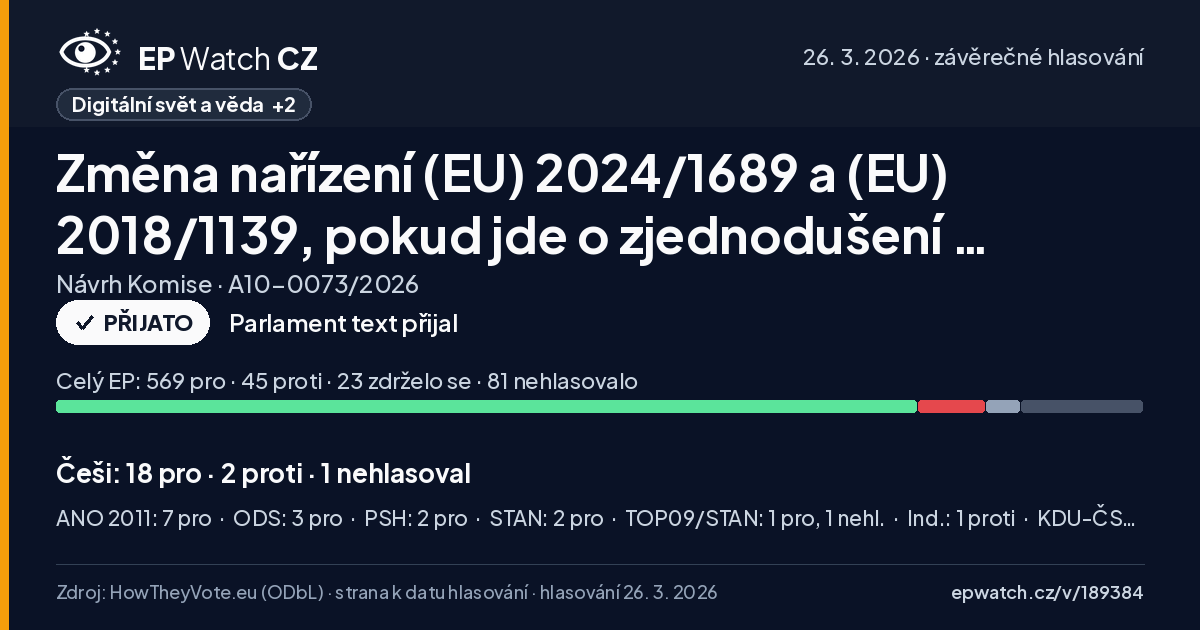 EP Watch CZ
26. 3. 2026 · závěrečné hlasování
Digitální svět a věda +2
Změna nařízení (EU) 2024/1689 a (EU)
2018/1139, pokud jde o zjednodušení …
Návrh Komise · A10-0073/2026
✓ PŘIJATO Parlament text přijal
Celý EP: 569 pro · 45 proti · 23 zdrželo se · 81 nehlasovalo
Češi: 18 pro · 2 proti · 1 nehlasoval
ANO 2011: 7 pro · ODS: 3 pro · PSH: 2 pro · STAN: 2 pro · TOP09/STAN: 1 pro, 1 nehl. · Ind.: 1 proti · KDU-ČS…
Zdroj: HowTheyVote.eu (ODbL) · strana k datu hlasování · hlasování 26. 3. 2026
epwatch.cz/v/189384